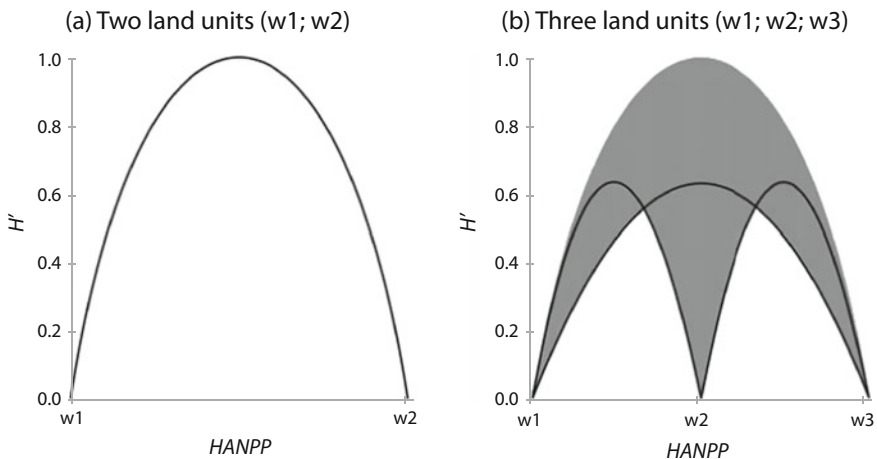 (a) Two land units (w1; w2)
1.0
0.8
0.6
0.4
0.2
0.0
H′
w1
w2
HANPP
(b) Three land units (w1; w2; w3)
1.0
0.8
0.6
0.4
0.2
0.0
H′
w1
w2
w3
HANPP